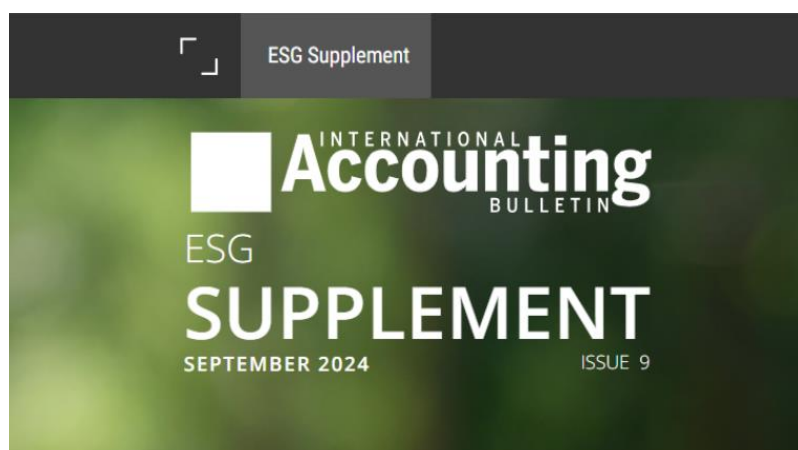 ESG Supplement
INTERNATIONAL
Accounting
BULLETIN
ESG
SUPPLEMENT
SEPTEMBER 2024 ISSUE 9